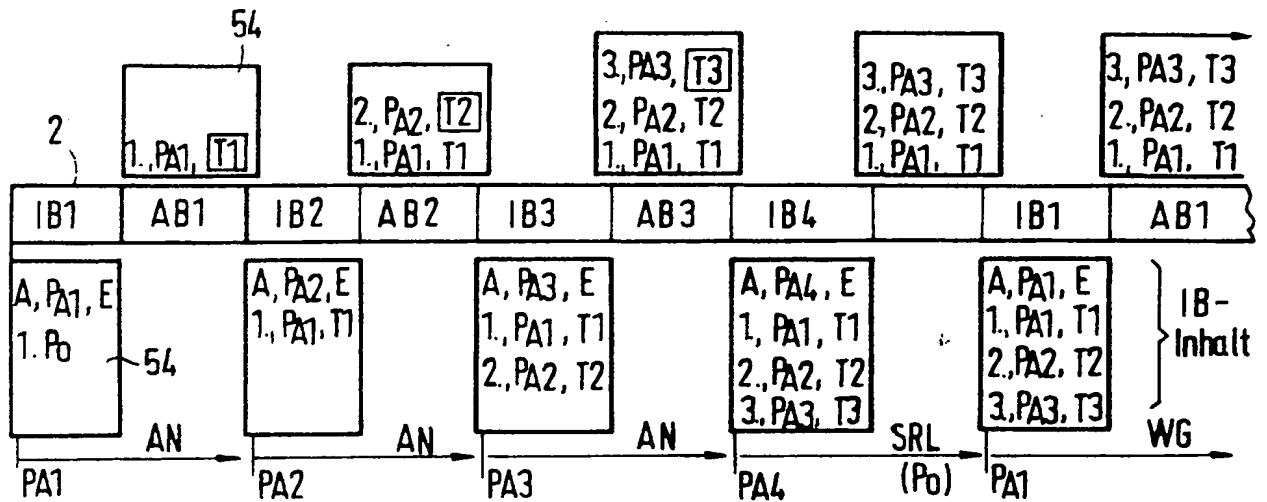 54
2
1., PA1, T1
2., PA2, T2
1., PA1, T1
3., PA3, T3
2, PA2, T2
1., PA1, T1
3., PA3, T3
2, PA2, T2
1., PA1, T1
3, PA3, T3
2., PA2, T2
1., PA1, T1
IB1 AB1 IB2 AB2 IB3 AB3 IB4 IB1 AB1
A, PA1, E
1. P0
54
A, PA2, E
1., PA1, T1
A, PA3, E
1., PA1, T1
2., PA2, T2
A, PA4, E
1, PA1, T1
2., PA2, T2
3, PA3, T3
A, PA1, E
1., PA1, T1
2., PA2, T2
3, PA3, T3
IB-
Inhalt
AN AN AN SRL WG
PA1 PA2 PA3 PA4 (P0) PA1